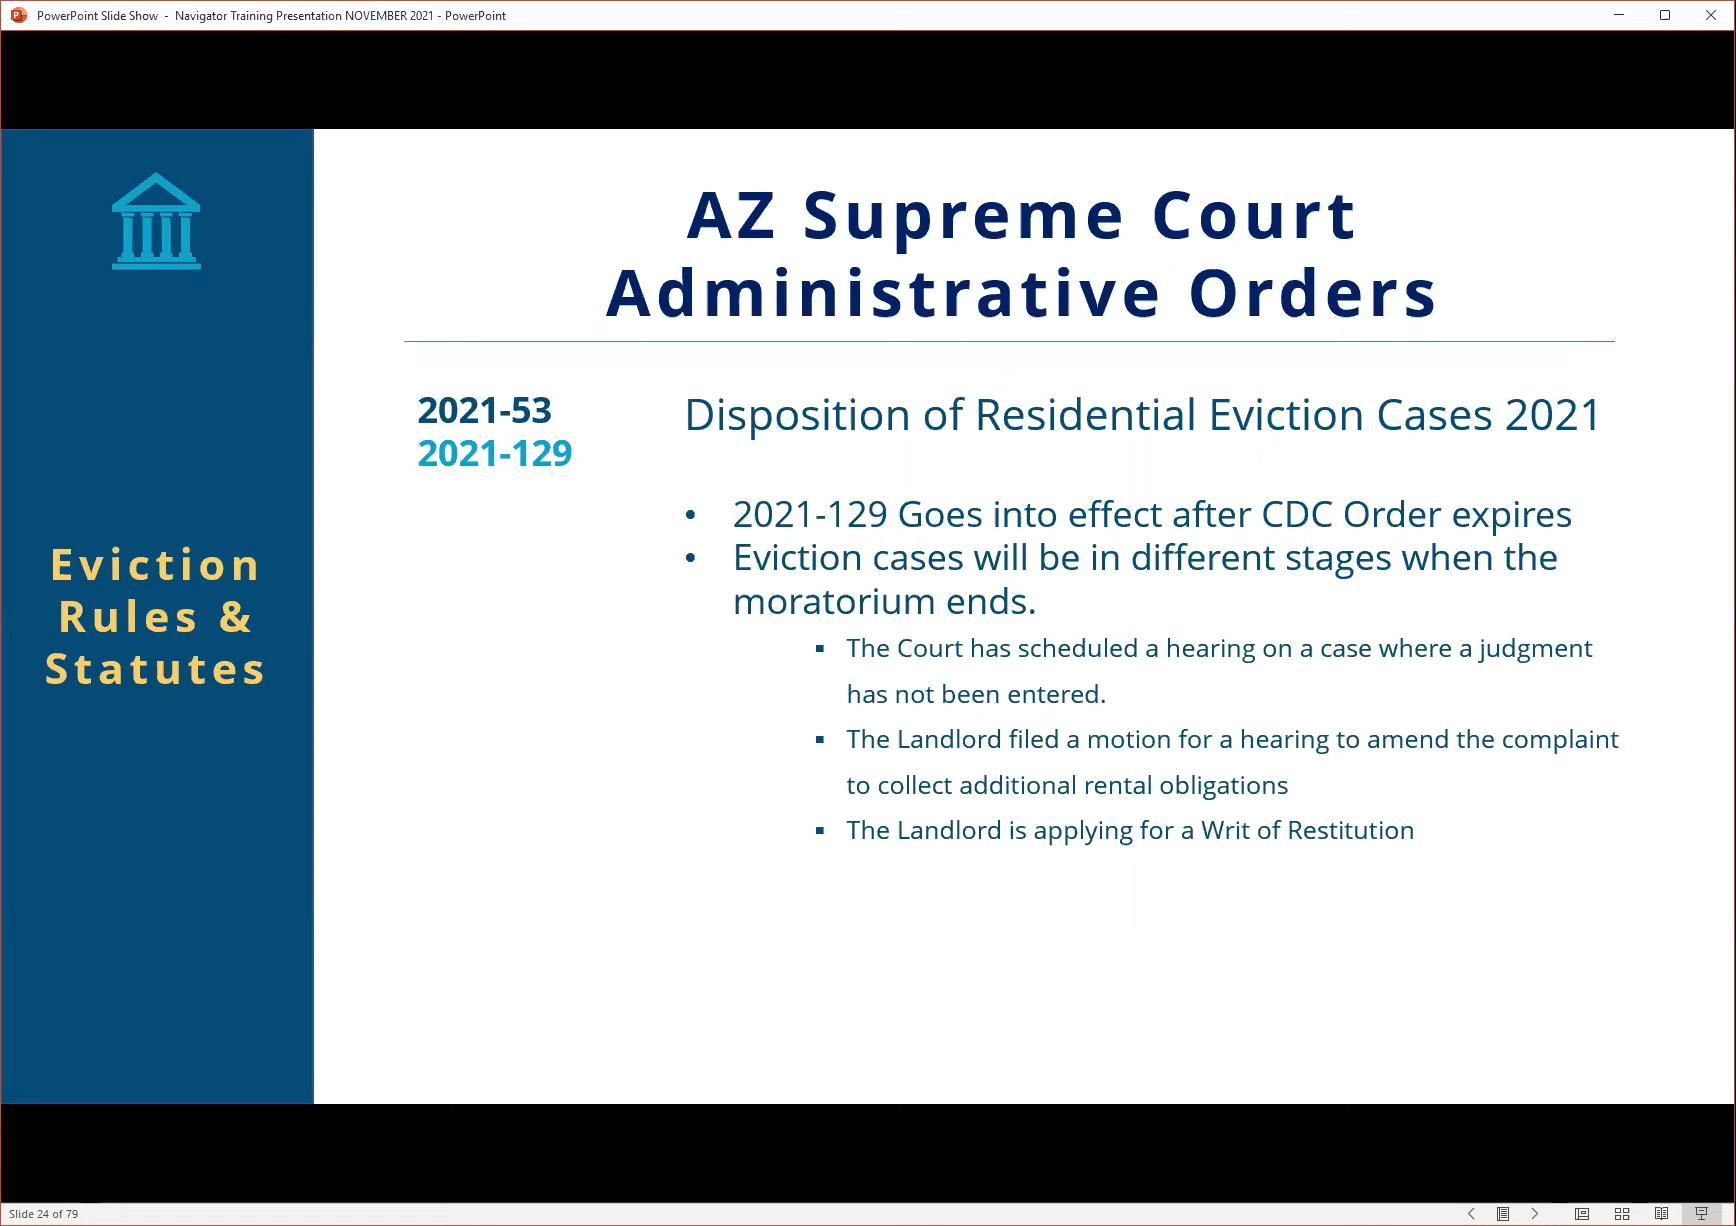 PowerPoint Slide Show - Navigator Training Presentation NOVEMBER 2021 - PowerPoint
AZ Supreme Court
Administrative Orders
Eviction
Rules &
Statutes
2021-53
2021-129
Disposition of Residential Eviction Cases 2021
• 2021-129 Goes into effect after CDC Order expires
• Eviction cases will be in different stages when the
moratorium ends.
▪ The Court has scheduled a hearing on a case where a judgment
has not been entered.
▪ The Landlord filed a motion for a hearing to amend the complaint
to collect additional rental obligations
▪ The Landlord is applying for a Writ of Restitution
Slide 24 of 79